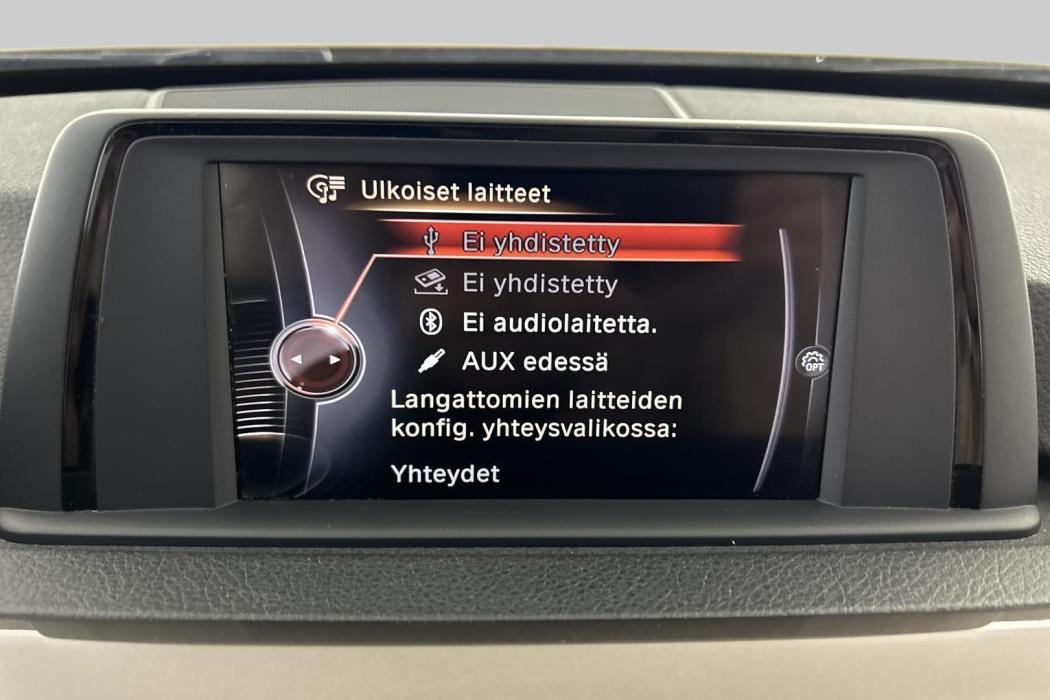 Ulkoiset laitteet
Ei yhdistetty
Ei yhdistetty
Ei audiolaitetta.
AUX edessä
OPT
Langattomien laitteiden
konfig. yhteysvalikossa:
Yhteydet